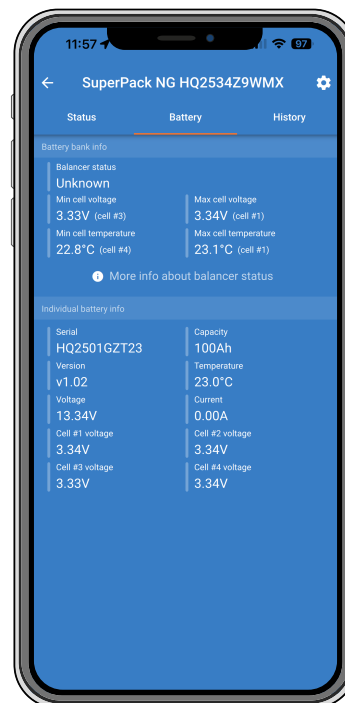 11:57 97
SuperPack NG HQ2534Z9WMX
Status Battery History
Battery bank info
Balancer status
Unknown
Min cell voltage Max cell voltage
3.33V (cell #3) 3.34V (cell #1)
Min cell temperature Max cell temperature
22.8°C (cell #4) 23.1°C (cell #1)
More info about balancer status
Individual battery info
Serial Capacity
HQ2501GZT23 100Ah
Version Temperature
v1.02 23.0°C
Voltage Current
13.34V 0.00A
Cell #1 voltage Cell #2 voltage
3.34V 3.34V
Cell #3 voltage Cell #4 voltage
3.33V 3.34V